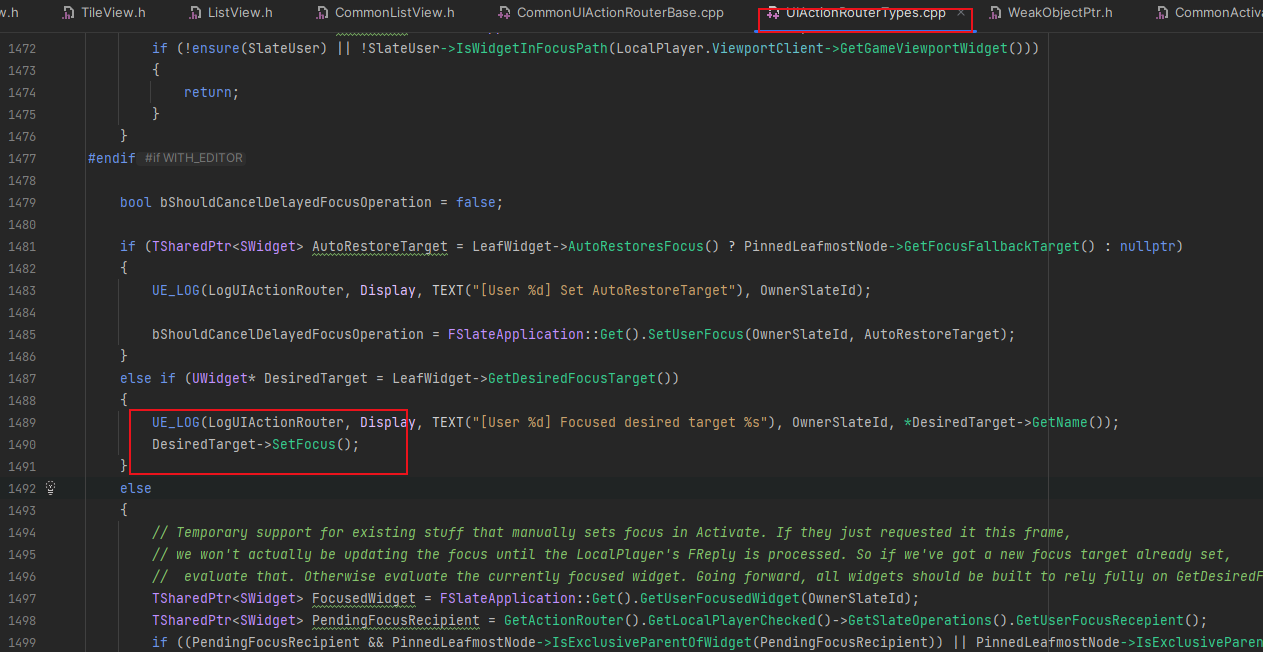 w.h TileView.h ListView.h CommonListView.h CommonUIActionRouterBase.cpp UIActionRouterTypes.cpp × WeakObjectPtr.h CommonActiva
1472 if (!ensure(SlateUser) || !SlateUser->IsWidgetInFocusPath(LocalPlayer.ViewportClient->GetGameViewportWidget()))
1473 {
1474 return;
1475 }
1476 }
1477 #endif #if WITH_EDITOR
1478
1479 bool bShouldCancelDelayedFocusOperation = false;
1480
1481 if (TSharedPtr<SWidget> AutoRestoreTarget = LeafWidget->AutoRestoresFocus() ? PinnedLeafmostNode->GetFocusFallbackTarget() : nullptr)
1482 {
1483 UE_LOG(LogUIActionRouter, Display, TEXT("[User %d] Set AutoRestoreTarget"), OwnerSlateId);
1484
1485 bShouldCancelDelayedFocusOperation = FSlateApplication::Get().SetUserFocus(OwnerSlateId, AutoRestoreTarget);
1486 }
1487 else if (UWidget* DesiredTarget = LeafWidget->GetDesiredFocusTarget())
1488 {
1489 UE_LOG(LogUIActionRouter, Display, TEXT("[User %d] Focused desired target %s"), OwnerSlateId, *DesiredTarget->GetName());
1490 DesiredTarget->SetFocus();
1491 }
1492 else
1493 {
1494 // Temporary support for existing stuff that manually sets focus in Activate. If they just requested it this frame,
1495 // we won't actually be updating the focus until the LocalPlayer's FReply is processed. So if we've got a new focus target already set,
1496 // evaluate that. Otherwise evaluate the currently focused widget. Going forward, all widgets should be built to rely fully on GetDesiredF
1497 TSharedPtr<SWidget> FocusedWidget = FSlateApplication::Get().GetUserFocusedWidget(OwnerSlateId);
1498 TSharedPtr<SWidget> PendingFocusRecipient = GetActionRouter().GetLocalPlayerChecked()->GetSlateOperations().GetUserFocusRecepient();
1499 if ((PendingFocusRecipient && PinnedLeafmostNode->IsExclusiveParentOfWidget(PendingFocusRecipient)) || PinnedLeafmostNode->IsExclusivePare